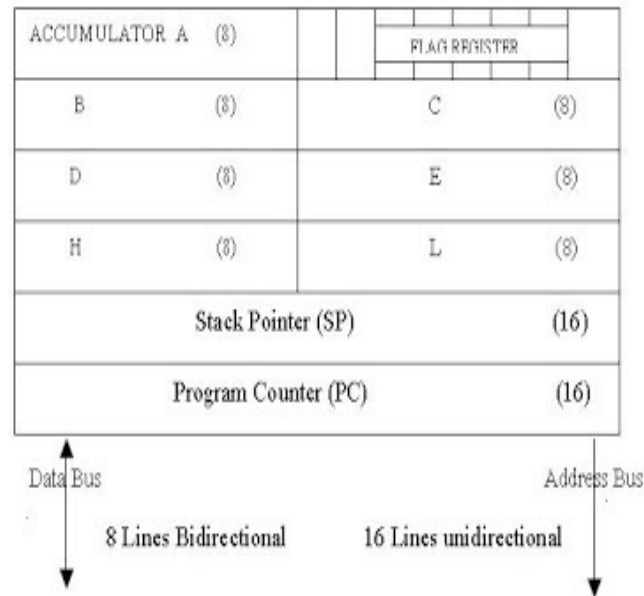 ACCUMULATOR A (8) FLAG REGISTER
B (8) C (8)
D (8) E (8)
H (8) L (8)
Stack Pointer (SP) (16)
Program Counter (PC) (16)
Data Bus Address Bus
8 Lines Bidirectional 16 Lines unidirectional